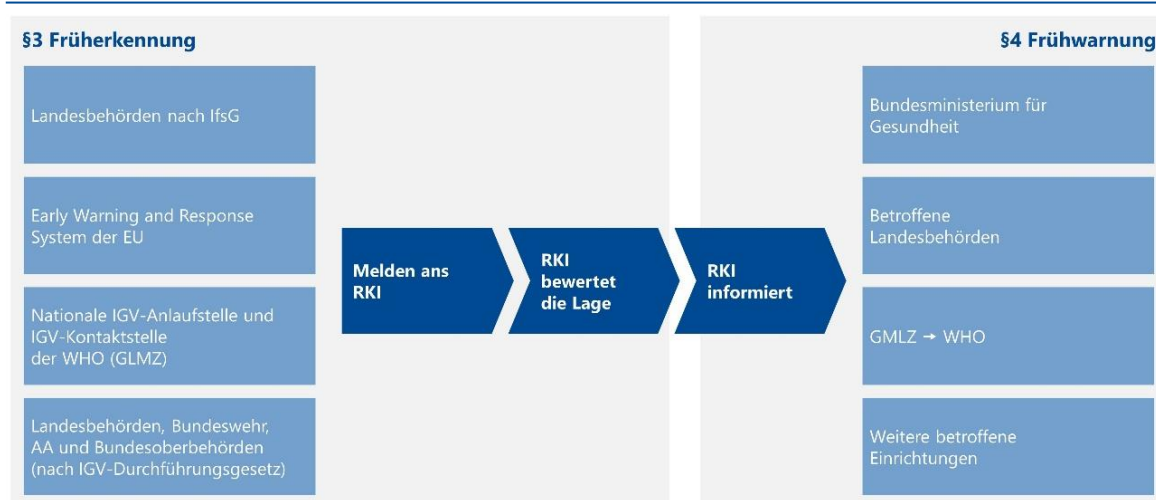 §3 Früherkennung
Landesbehörden nach IfsG
Early Warning and Response
System der EU
Nationale IGV-Anlaufstelle und
IGV-Kontaktstelle
der WHO (GLMZ)
Landesbehörden, Bundeswehr,
AA und Bundesoberbehörden
(nach IGV-Durchführungsgesetz)
Melden ans
RKI
RKI
bewertet
die Lage
RKI
informiert
§4 Frühwarnung
Bundesministerium für
Gesundheit
Betroffene
Landesbehörden
GMLZ → WHO
Weitere betroffene
Einrichtungen